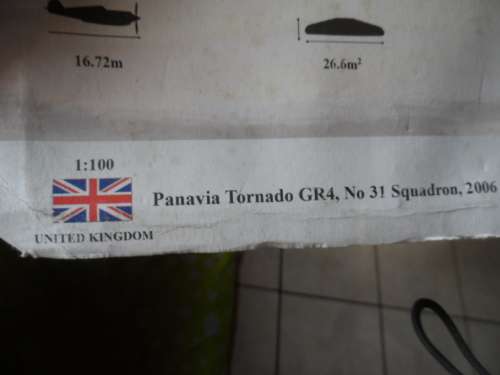 16.72m
26.6m²
1:100
Panavia Tornado GR4, No 31 Squadron, 2006
UNITED KINGDOM